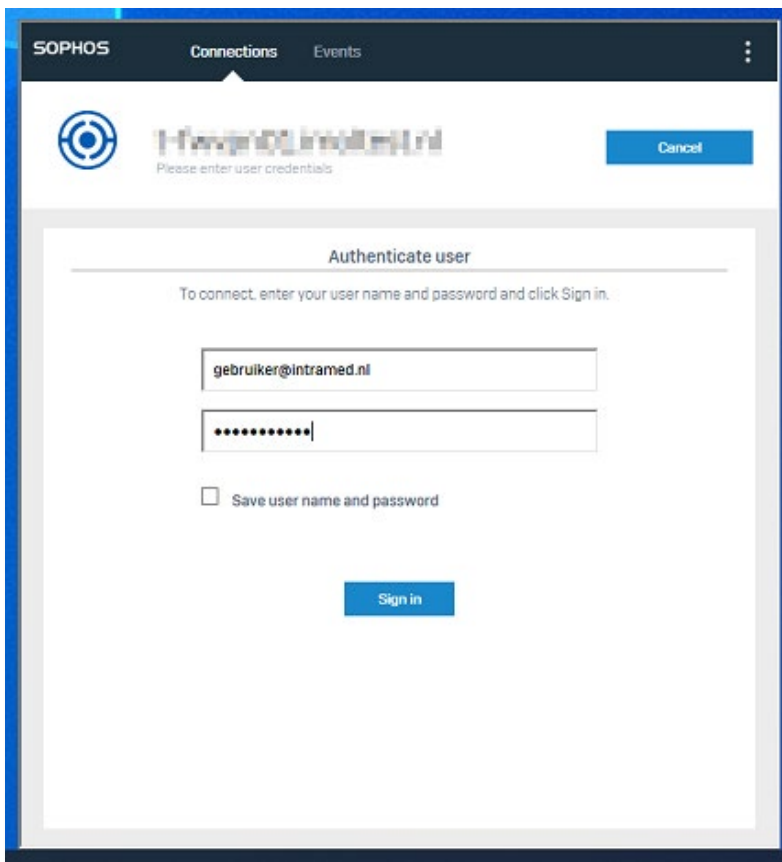 SOPHOS
Connections Events
Please enter user credentials
Cancel
Authenticate user
To connect, enter your user name and password and click Sign in.
gebruiker@intramed.nl
•••••••••••
Save user name and password
Sign in